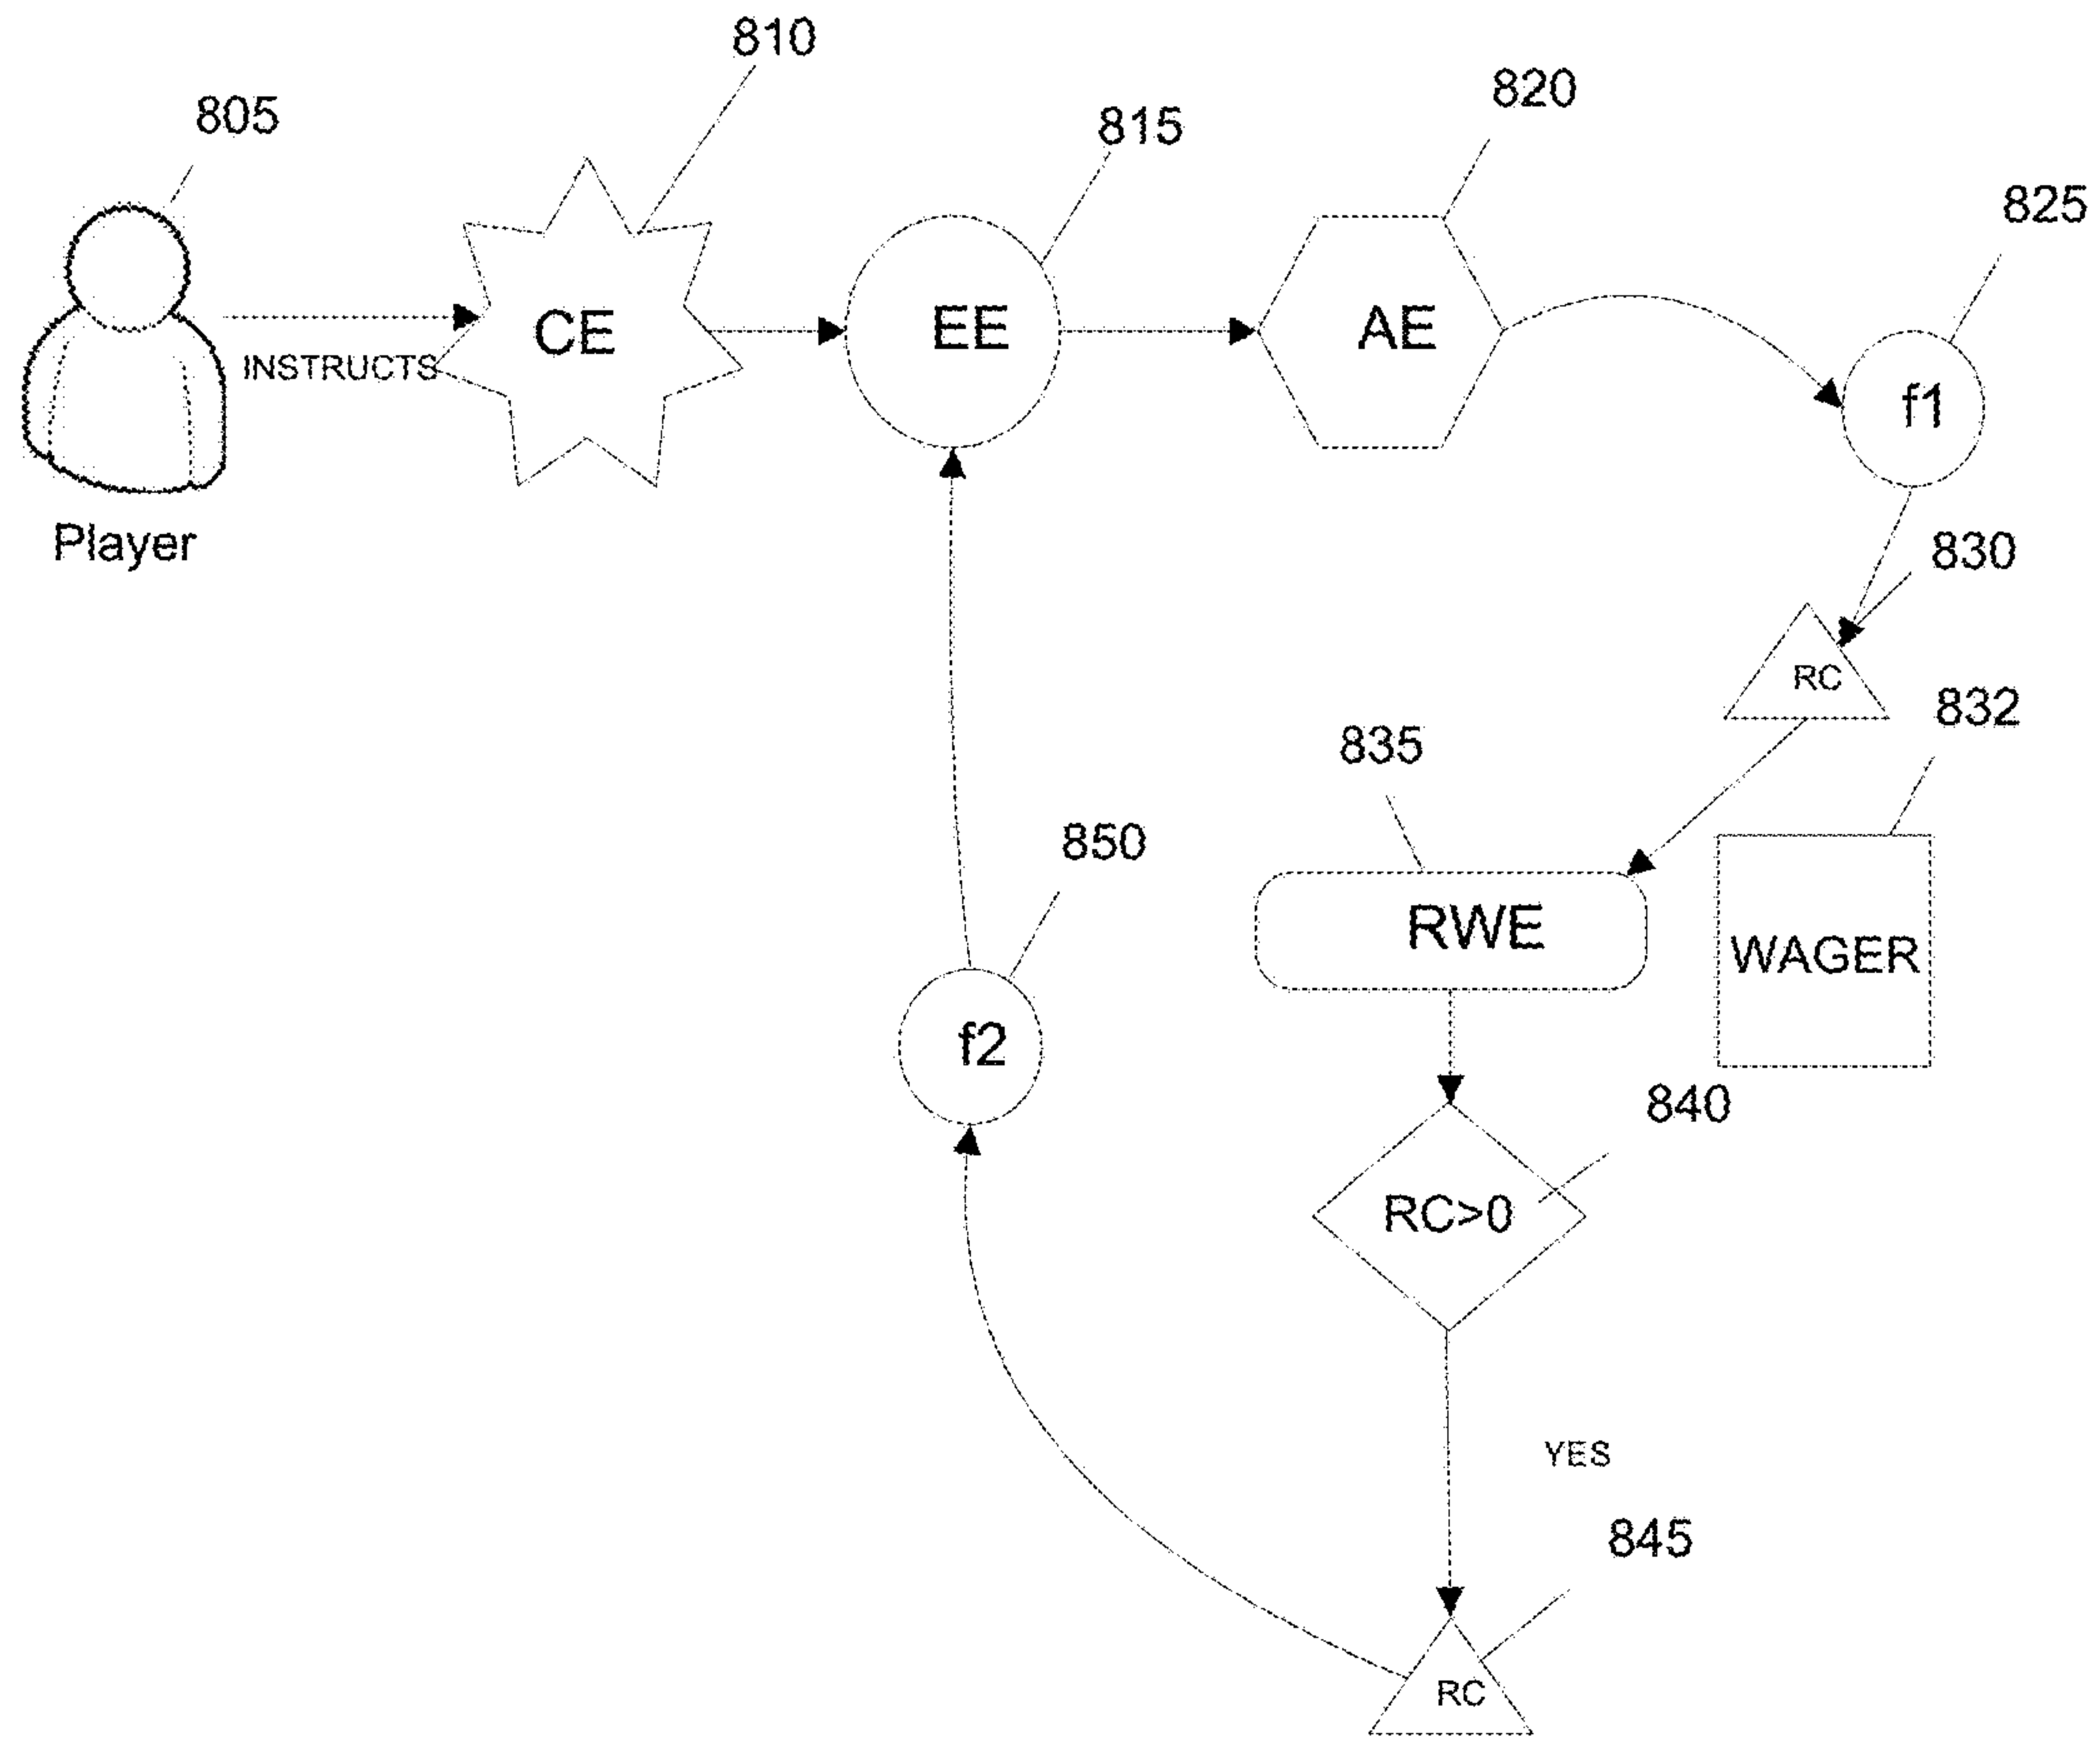 810
820
805
815
825
CE
EE
AE
INSTRUCTS
f1
Player
830
RC
832
835
850
RWE
WAGER
f2
840
RC>0
YES
845
RC